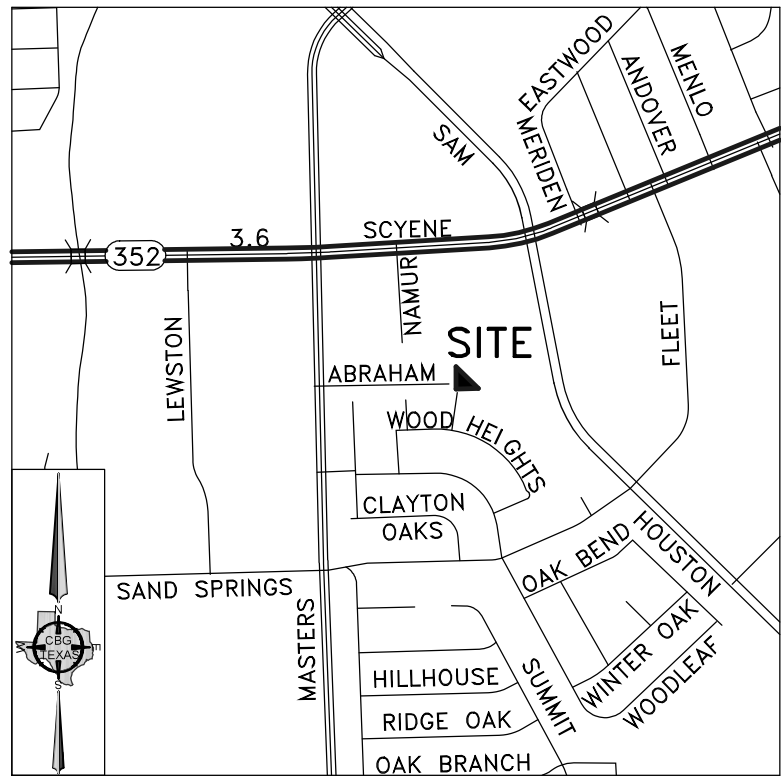 EASTWOOD
MENLO
ANDOVER
MERIDEN
SAM
3.6
SCYENE
352
NAMUR
LEWSTON
FLEET
SITE
ABRAHAM
WOOD HEIGHTS
CLAYTON
OAKS
HOUSTON
OAK BEND
SAND SPRINGS
MASTERS
N
CBG
W E
TEXAS
S
WINTER OAK
WOODLEAF
SUMMIT
HILLHOUSE
RIDGE OAK
OAK BRANCH